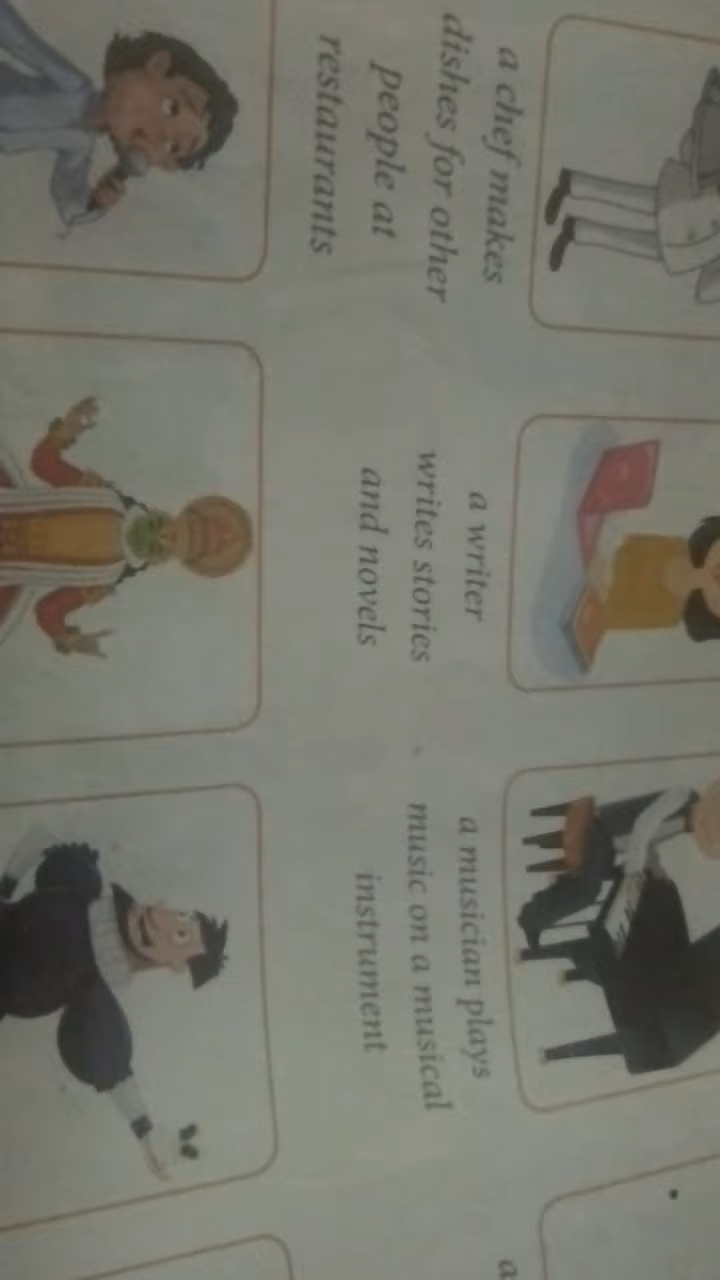 a chef makes
dishes for other
people at
restaurants
a writer
writes stories
and novels
a musician plays
music on a musical
instrument
a